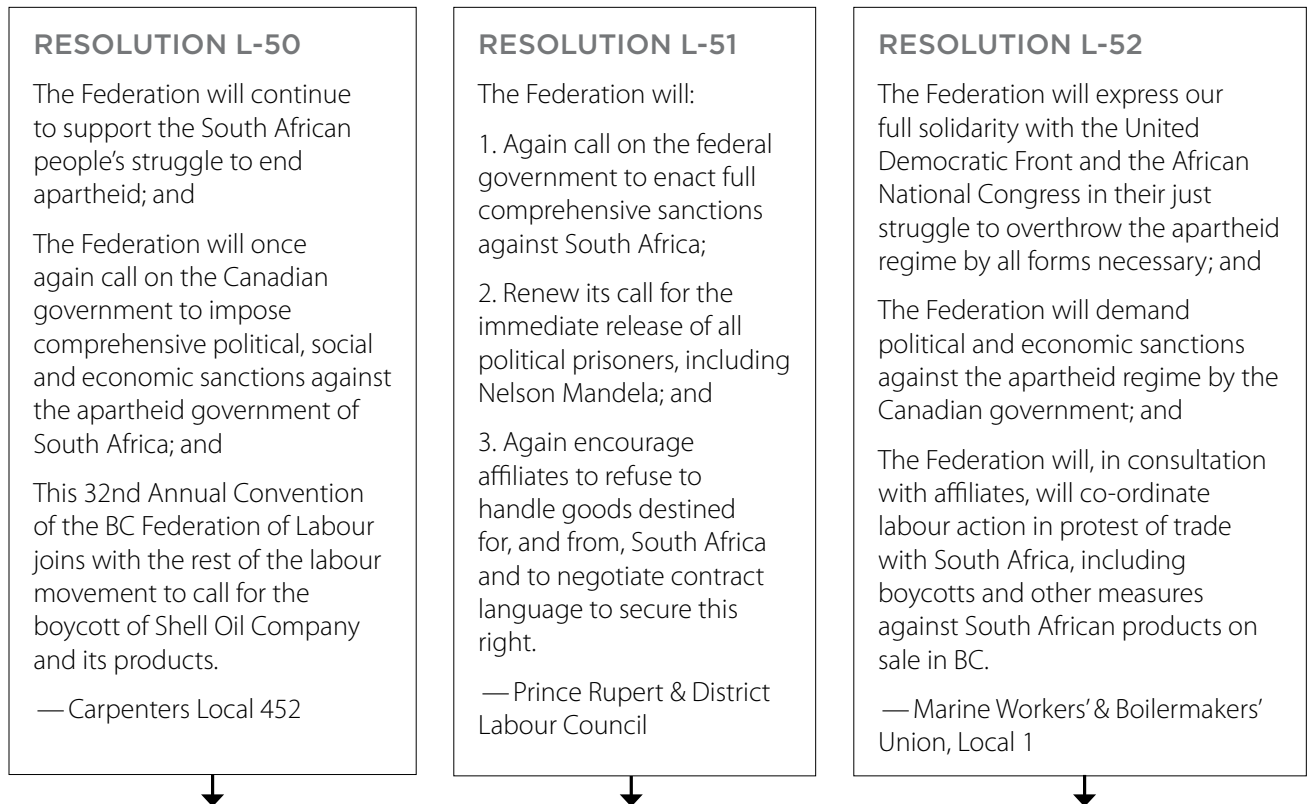 RESOLUTION L-50
The Federation will continue
to support the South African
people's struggle to end
apartheid; and
The Federation will once
again call on the Canadian
government to impose
comprehensive political, social
and economic sanctions against
the apartheid government of
South Africa; and
This 32nd Annual Convention
of the BC Federation of Labour
joins with the rest of the labour
movement to call for the
boycott of Shell Oil Company
and its products.
— Carpenters Local 452
RESOLUTION L-51
The Federation will:
1. Again call on the federal
government to enact full
comprehensive sanctions
against South Africa;
2. Renew its call for the
immediate release of all
political prisoners, including
Nelson Mandela; and
3. Again encourage
affiliates to refuse to
handle goods destined
for, and from, South Africa
and to negotiate contract
language to secure this
right.
— Prince Rupert & District
Labour Council
RESOLUTION L-52
The Federation will express our
full solidarity with the United
Democratic Front and the African
National Congress in their just
struggle to overthrow the apartheid
regime by all forms necessary; and
The Federation will demand
political and economic sanctions
against the apartheid regime by the
Canadian government; and
The Federation will, in consultation
with affiliates, will co-ordinate
labour action in protest of trade
with South Africa, including
boycotts and other measures
against South African products on
sale in BC.
— Marine Workers' & Boilermakers'
Union, Local 1